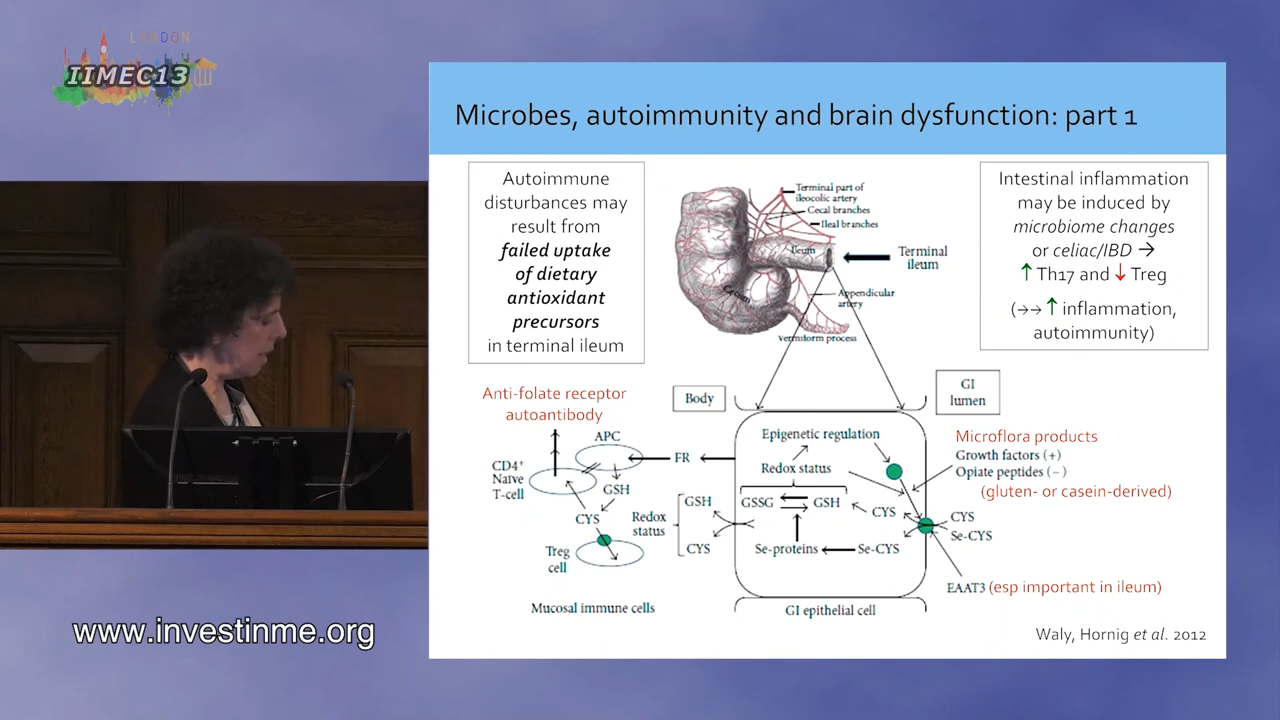 LONDON
IIMEC13
Microbes, autoimmunity and brain dysfunction: part 1
Autoimmune
disturbances may
result from
failed uptake
of dietary
antioxidant
precursors
in terminal ileum
Terminal part of
ileocolic artery
Cecal branches
Ileal branches
Ileum
Terminal
ileum
Cecum
Appendicular
artery
Vermiform process
Intestinal inflammation
may be induced by
microbiome changes
or celiac/IBD →
↑ Th17 and ↓ Treg
(→→ ↑ inflammation,
autoimmunity)
Anti-folate receptor
autoantibody
Body
GI
lumen
APC
FR
CD4+
Naïve
T-cell
GSH
CYS
Treg
cell
Redox
status
GSH
CYS
Mucosal immune cells
Epigenetic regulation
Redox status
GSSG
GSH
CYS
Se-proteins
Se-CYS
GI epithelial cell
Microflora products
Growth factors (+)
Opiate peptides (−)
(gluten- or casein-derived)
CYS
Se-CYS
EAAT3 (esp important in ileum)
Waly, Hornig et al. 2012
www.investinme.org